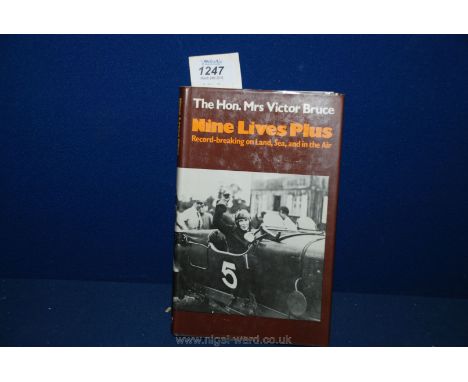 1247
The Hon. Mrs Victor Bruce
Nine Lives Plus
Record-breaking on Land, Sea, and in the Air
5
www.nigel-ward.co.uk